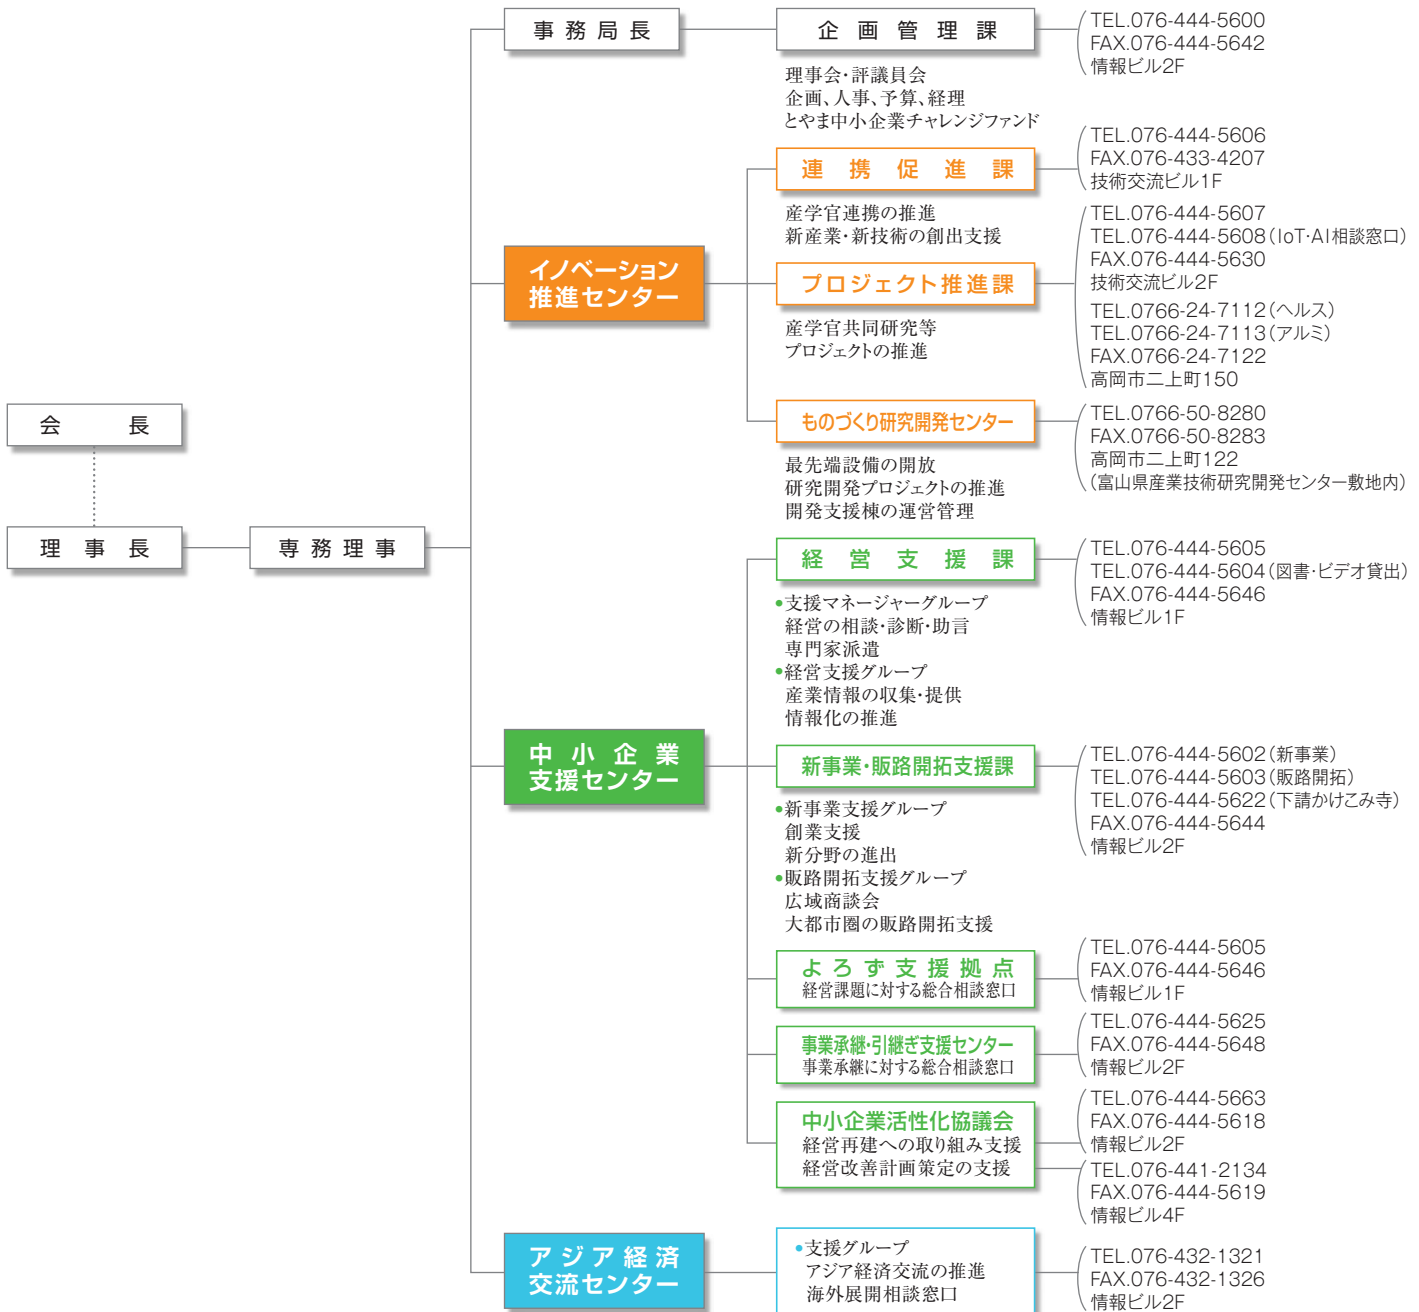 会長
理事長
専務理事
事務局長
企画管理課
理事会・評議員会
企画、人事、予算、経理
とやま中小企業チャレンジファンド
TEL.076-444-5600
FAX.076-444-5642
情報ビル2F
イノベーション
推進センター
連携促進課
産学官連携の推進
新産業・新技術の創出支援
TEL.076-444-5606
FAX.076-433-4207
技術交流ビル1F
プロジェクト推進課
産学官共同研究等
プロジェクトの推進
TEL.076-444-5607
TEL.076-444-5608(IoT・AI相談窓口)
FAX.076-444-5630
技術交流ビル2F
TEL.0766-24-7112(ヘルス)
TEL.0766-24-7113(アルミ)
FAX.0766-24-7122
高岡市二上町150
ものづくり研究開発センター
最先端設備の開放
研究開発プロジェクトの推進
開発支援棟の運営管理
TEL.0766-50-8280
FAX.0766-50-8283
高岡市二上町122
(富山県産業技術研究開発センター敷地内)
中小企業
支援センター
経営支援課
•支援マネージャーグループ
経営の相談・診断・助言
専門家派遣
•経営支援グループ
産業情報の収集・提供
情報化の推進
TEL.076-444-5605
TEL.076-444-5604(図書・ビデオ貸出)
FAX.076-444-5646
情報ビル1F
新事業・販路開拓支援課
•新事業支援グループ
創業支援
新分野の進出
•販路開拓支援グループ
広域商談会
大都市圏の販路開拓支援
TEL.076-444-5602(新事業)
TEL.076-444-5603(販路開拓)
TEL.076-444-5622(下請かけこみ寺)
FAX.076-444-5644
情報ビル2F
よろず支援拠点
経営課題に対する総合相談窓口
TEL.076-444-5605
FAX.076-444-5646
情報ビル1F
事業承継・引継ぎ支援センター
事業承継に対する総合相談窓口
TEL.076-444-5625
FAX.076-444-5648
情報ビル2F
中小企業活性化協議会
経営再建への取り組み支援
経営改善計画策定の支援
TEL.076-444-5663
FAX.076-444-5618
情報ビル2F
TEL.076-441-2134
FAX.076-444-5619
情報ビル4F
アジア経済
交流センター
•支援グループ
アジア経済交流の推進
海外展開相談窓口
TEL.076-432-1321
FAX.076-432-1326
情報ビル2F